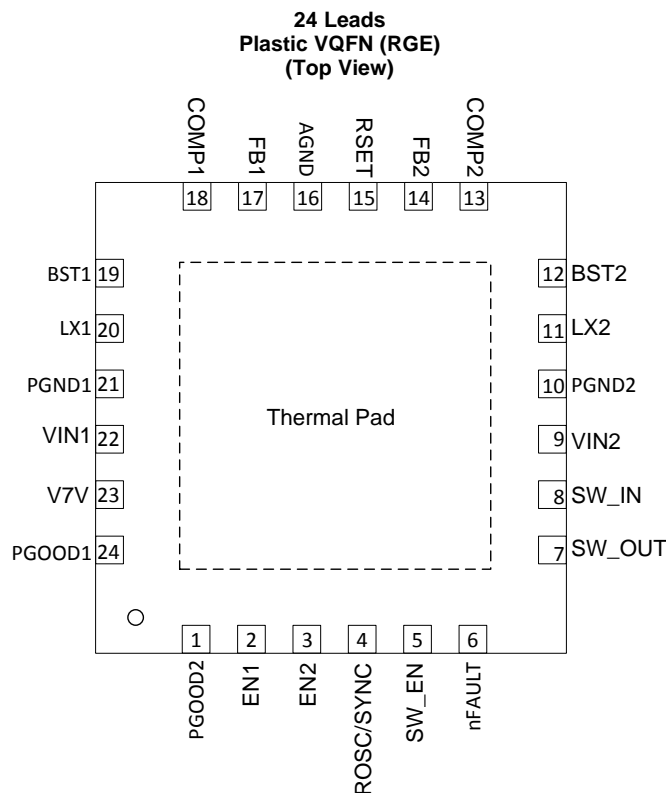 24 Leads
Plastic VQFN (RGE)
(Top View)
COMP1
FB1
AGND
RSET
FB2
COMP2
18 17 16 15 14 13
BST1 19
LX1 20
PGND1 21
VIN1 22
V7V 23
PGOOD1 24
Thermal Pad
12 BST2
11 LX2
10 PGND2
9 VIN2
8 SW_IN
7 SW_OUT
1 2 3 4 5 6
PGOOD2
EN1
EN2
ROSC/SYNC
SW_EN
nFAULT